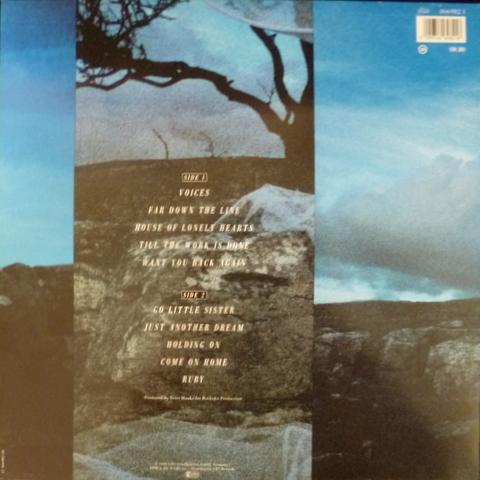 SIDE 1
VOICES
FAR DOWN THE LINE
HOUSE OF LONELY HEARTS
TILL THE WORK IS DONE
WANT YOU BACK AGAIN
SIDE 2
GO LITTLE SISTER
JUST ANOTHER DREAM
HOLDING ON
COME ON HOME
RUBY